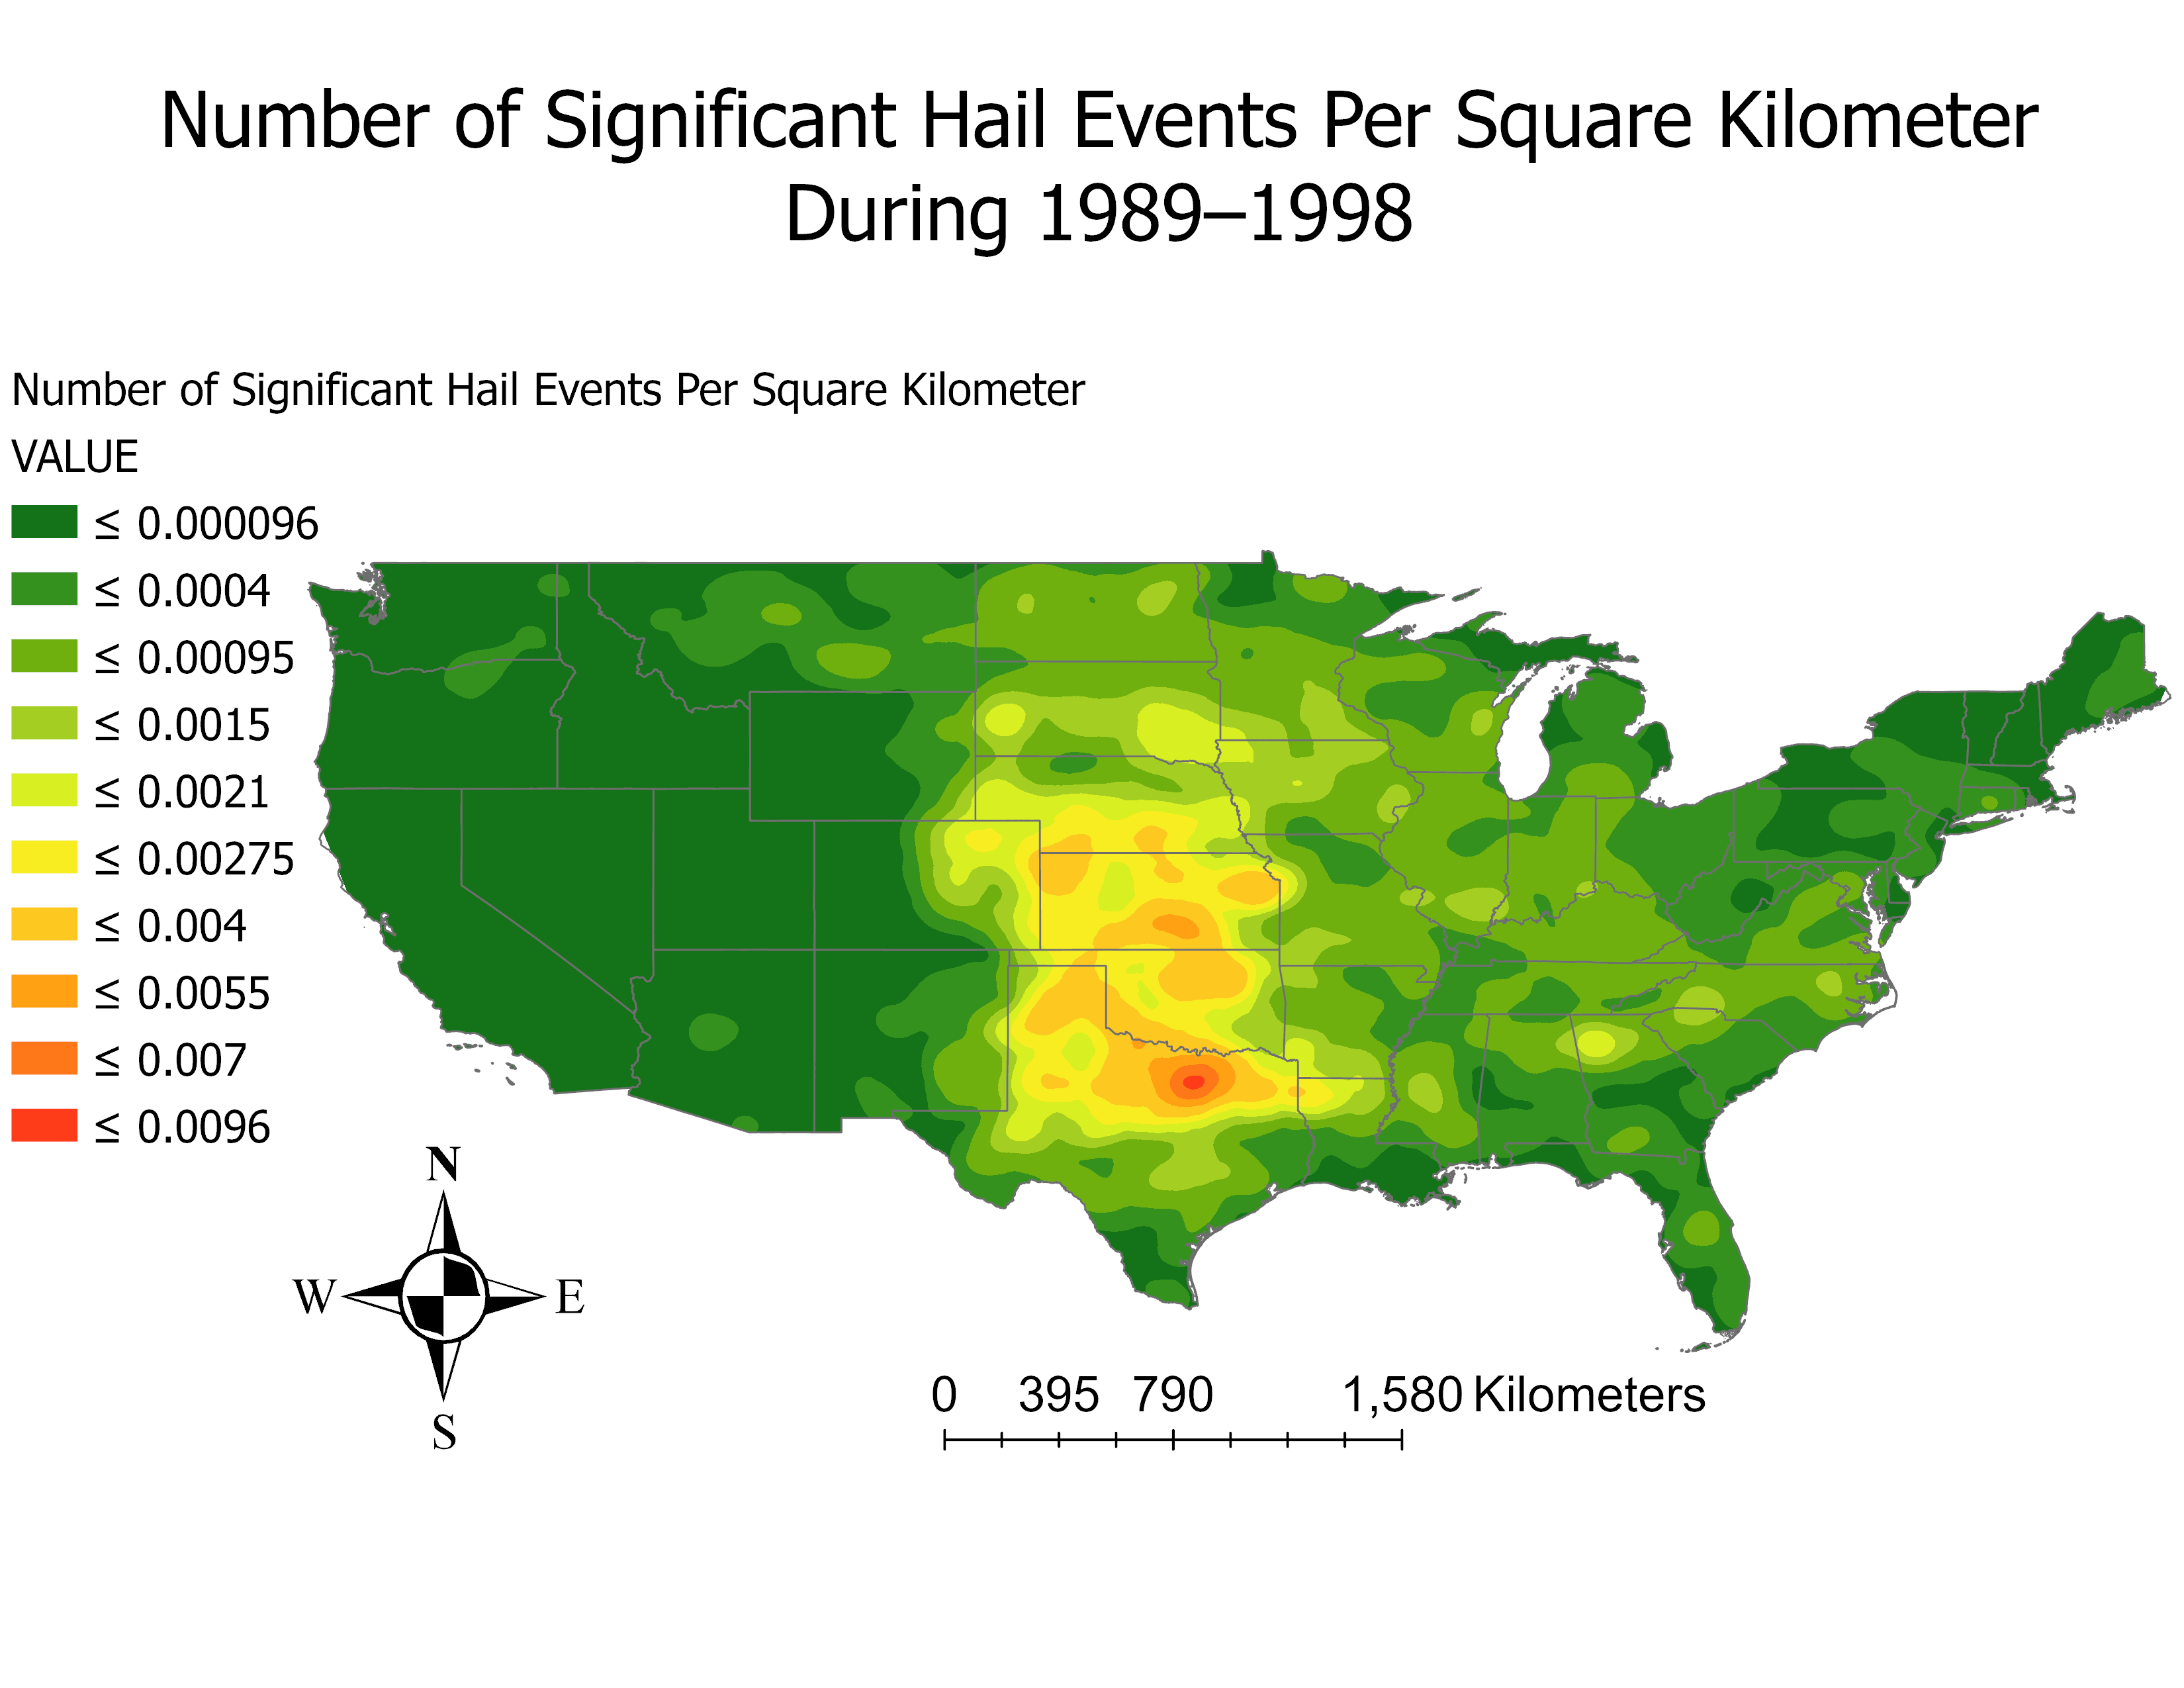 Number of Significant Hail Events Per Square Kilometer
During 1989–1998
Number of Significant Hail Events Per Square Kilometer
VALUE
≤ 0.000096
≤ 0.0004
≤ 0.00095
≤ 0.0015
≤ 0.0021
≤ 0.00275
≤ 0.004
≤ 0.0055
≤ 0.007
≤ 0.0096
N
W E
S
0 395 790 1,580 Kilometers